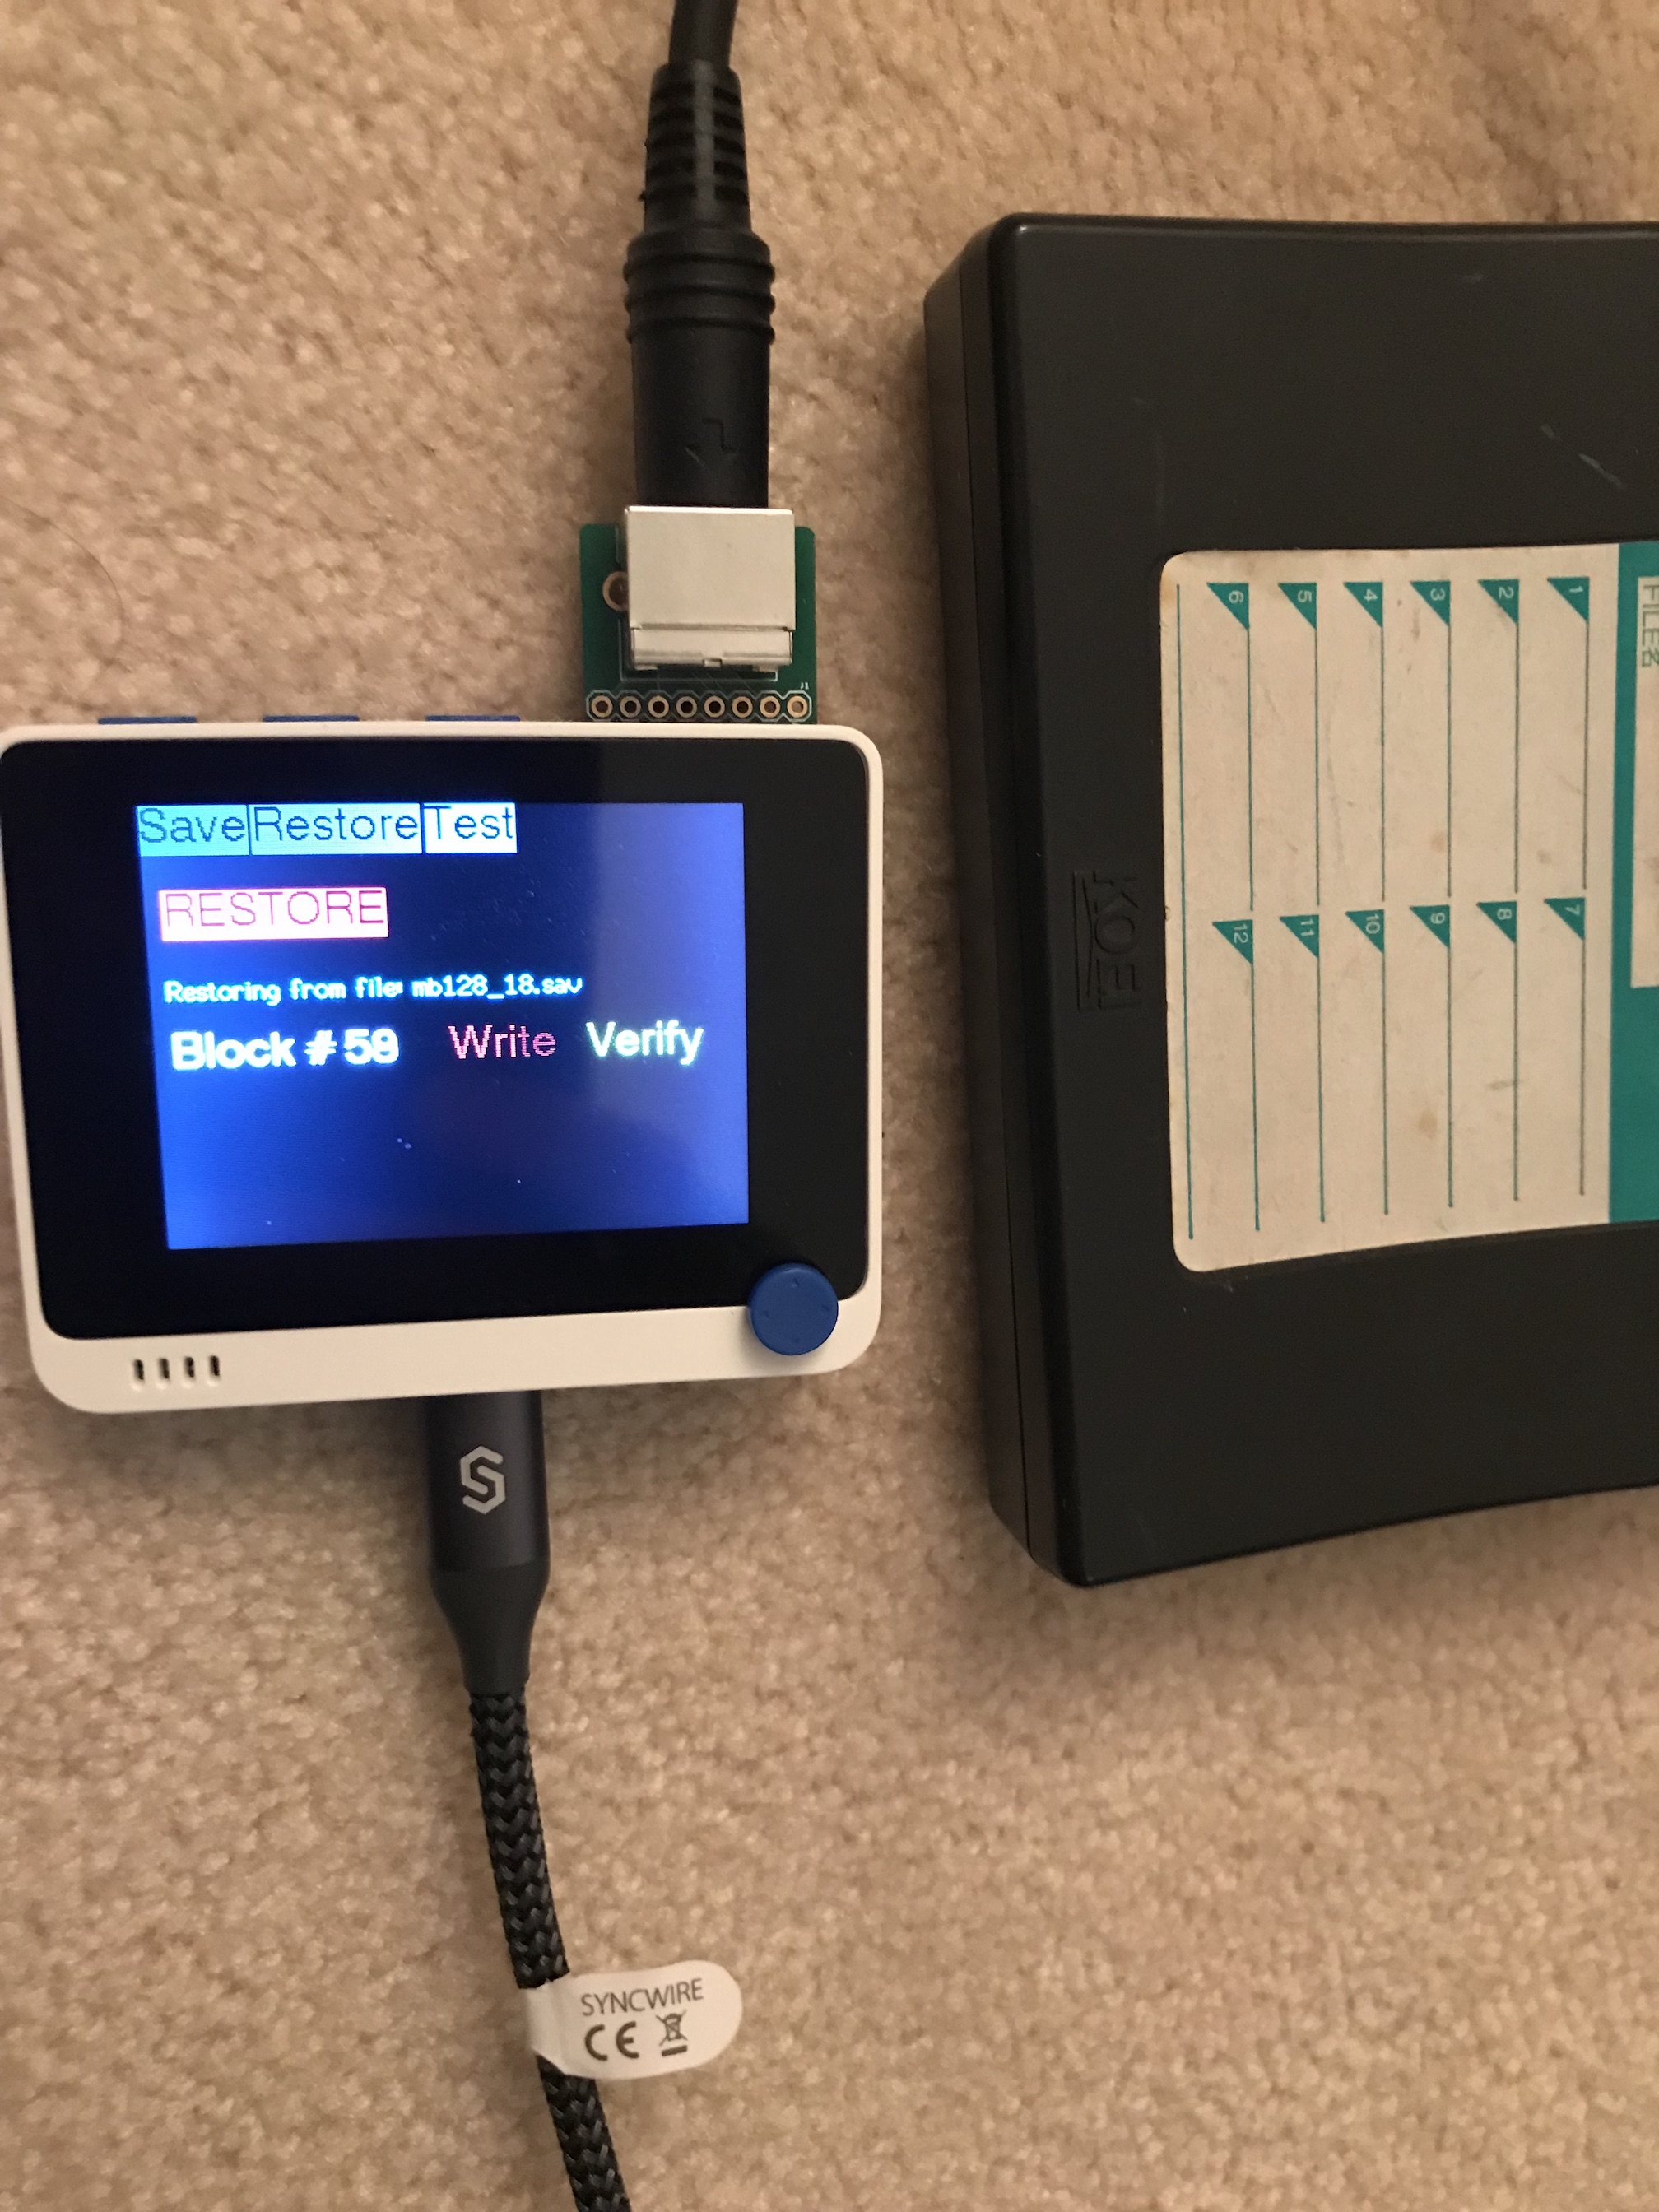 Save Restore Test
RESTORE
Restoring from file: mb128_18.sav
Block # Write Verify
J1
SYNCWIRE
CE
KOEI
FILES
1
2
3
4
5
6
7
8
9
10
11
12